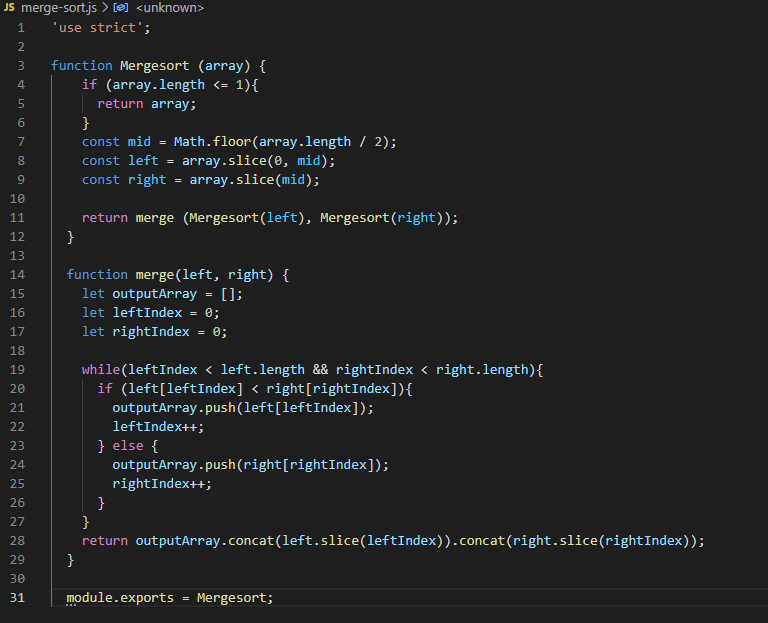 JS merge-sort.js > <unknown>
1 'use strict';
2
3 function Mergesort (array) {
4 if (array.length <= 1){
5 return array;
6 }
7 const mid = Math.floor(array.length / 2);
8 const left = array.slice(0, mid);
9 const right = array.slice(mid);
10
11 return merge (Mergesort(left), Mergesort(right));
12 }
13
14 function merge(left, right) {
15 let outputArray = [];
16 let leftIndex = 0;
17 let rightIndex = 0;
18
19 while(leftIndex < left.length && rightIndex < right.length){
20 if (left[leftIndex] < right[rightIndex]){
21 outputArray.push(left[leftIndex]);
22 leftIndex++;
23 } else {
24 outputArray.push(right[rightIndex]);
25 rightIndex++;
26 }
27 }
28 return outputArray.concat(left.slice(leftIndex)).concat(right.slice(rightIndex));
29 }
30
31 module.exports = Mergesort;